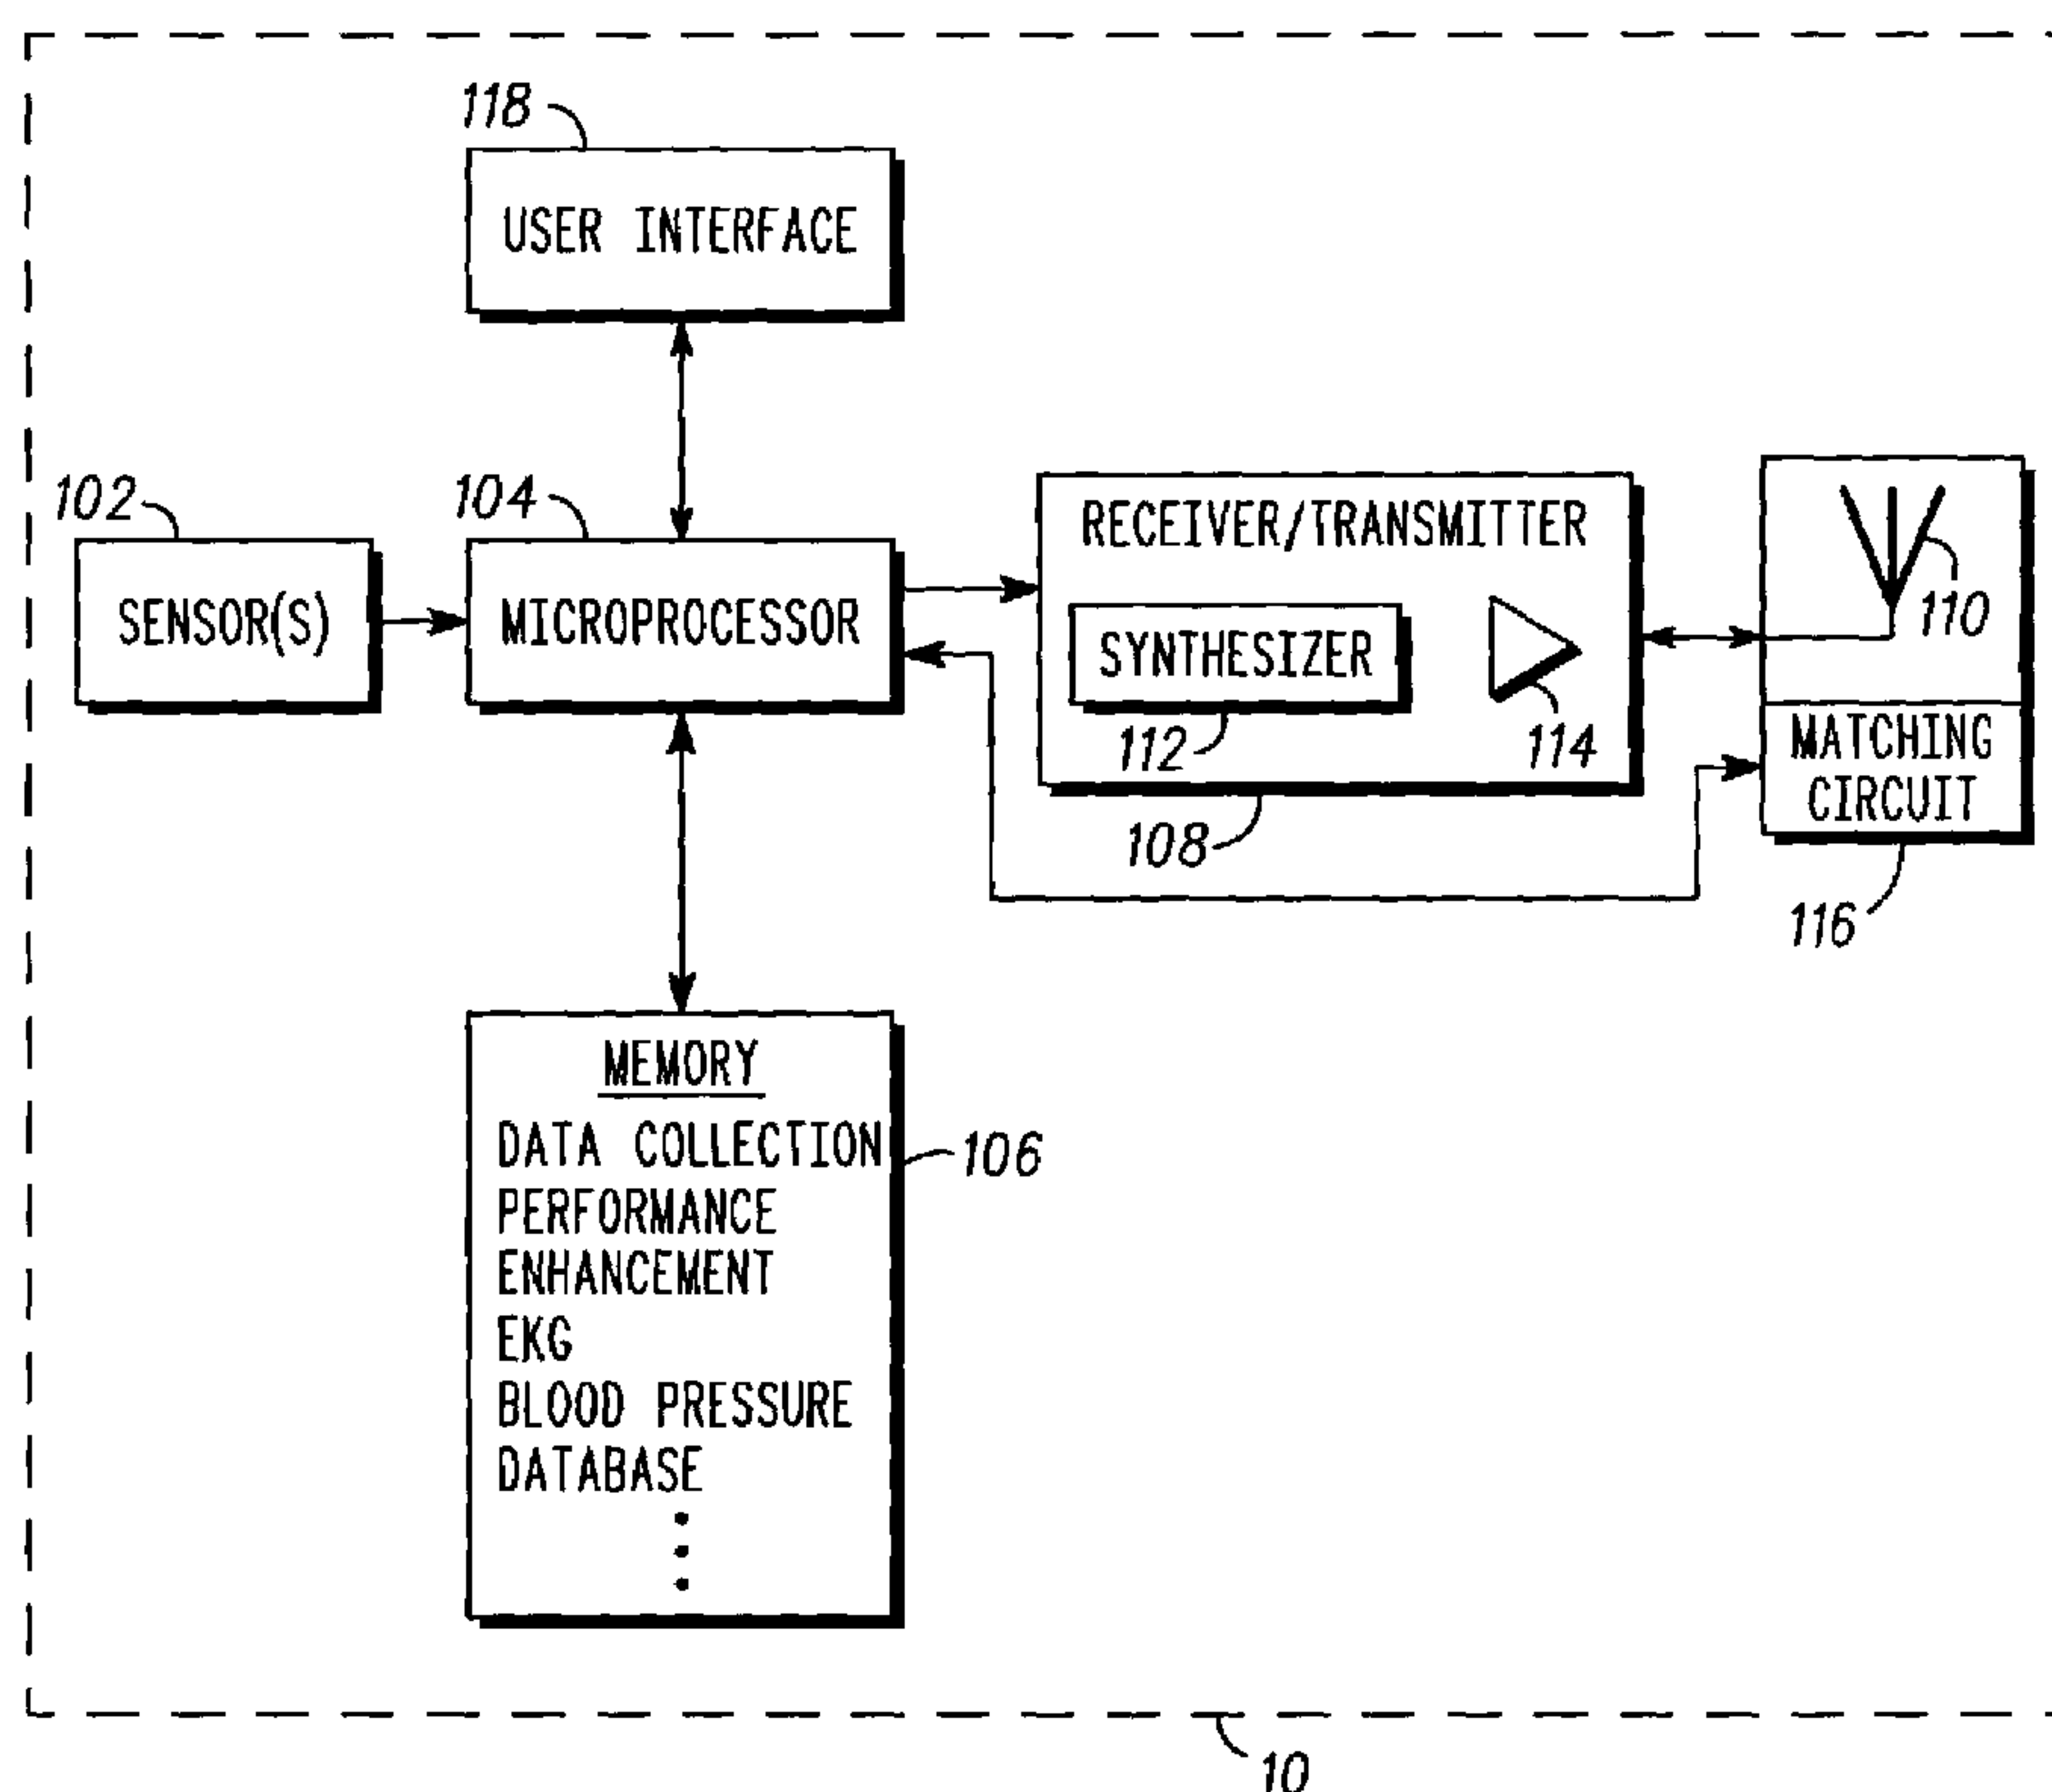 118
USER INTERFACE
102
104
SENSOR(S)
MICROPROCESSOR
RECEIVER/TRANSMITTER
SYNTHESIZER
112
114
108
110
MATCHING
CIRCUIT
116
MEMORY
DATA COLLECTION
PERFORMANCE
ENHANCEMENT
EKG
BLOOD PRESSURE
DATABASE
106
10